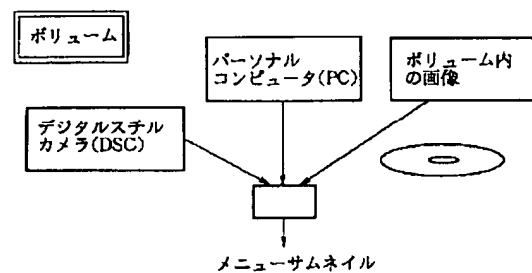 ボリューム
パーソナル
コンピュータ(PC)
ボリューム内
の画像
デジタルスチル
カメラ(DSC)
メニューサムネイル